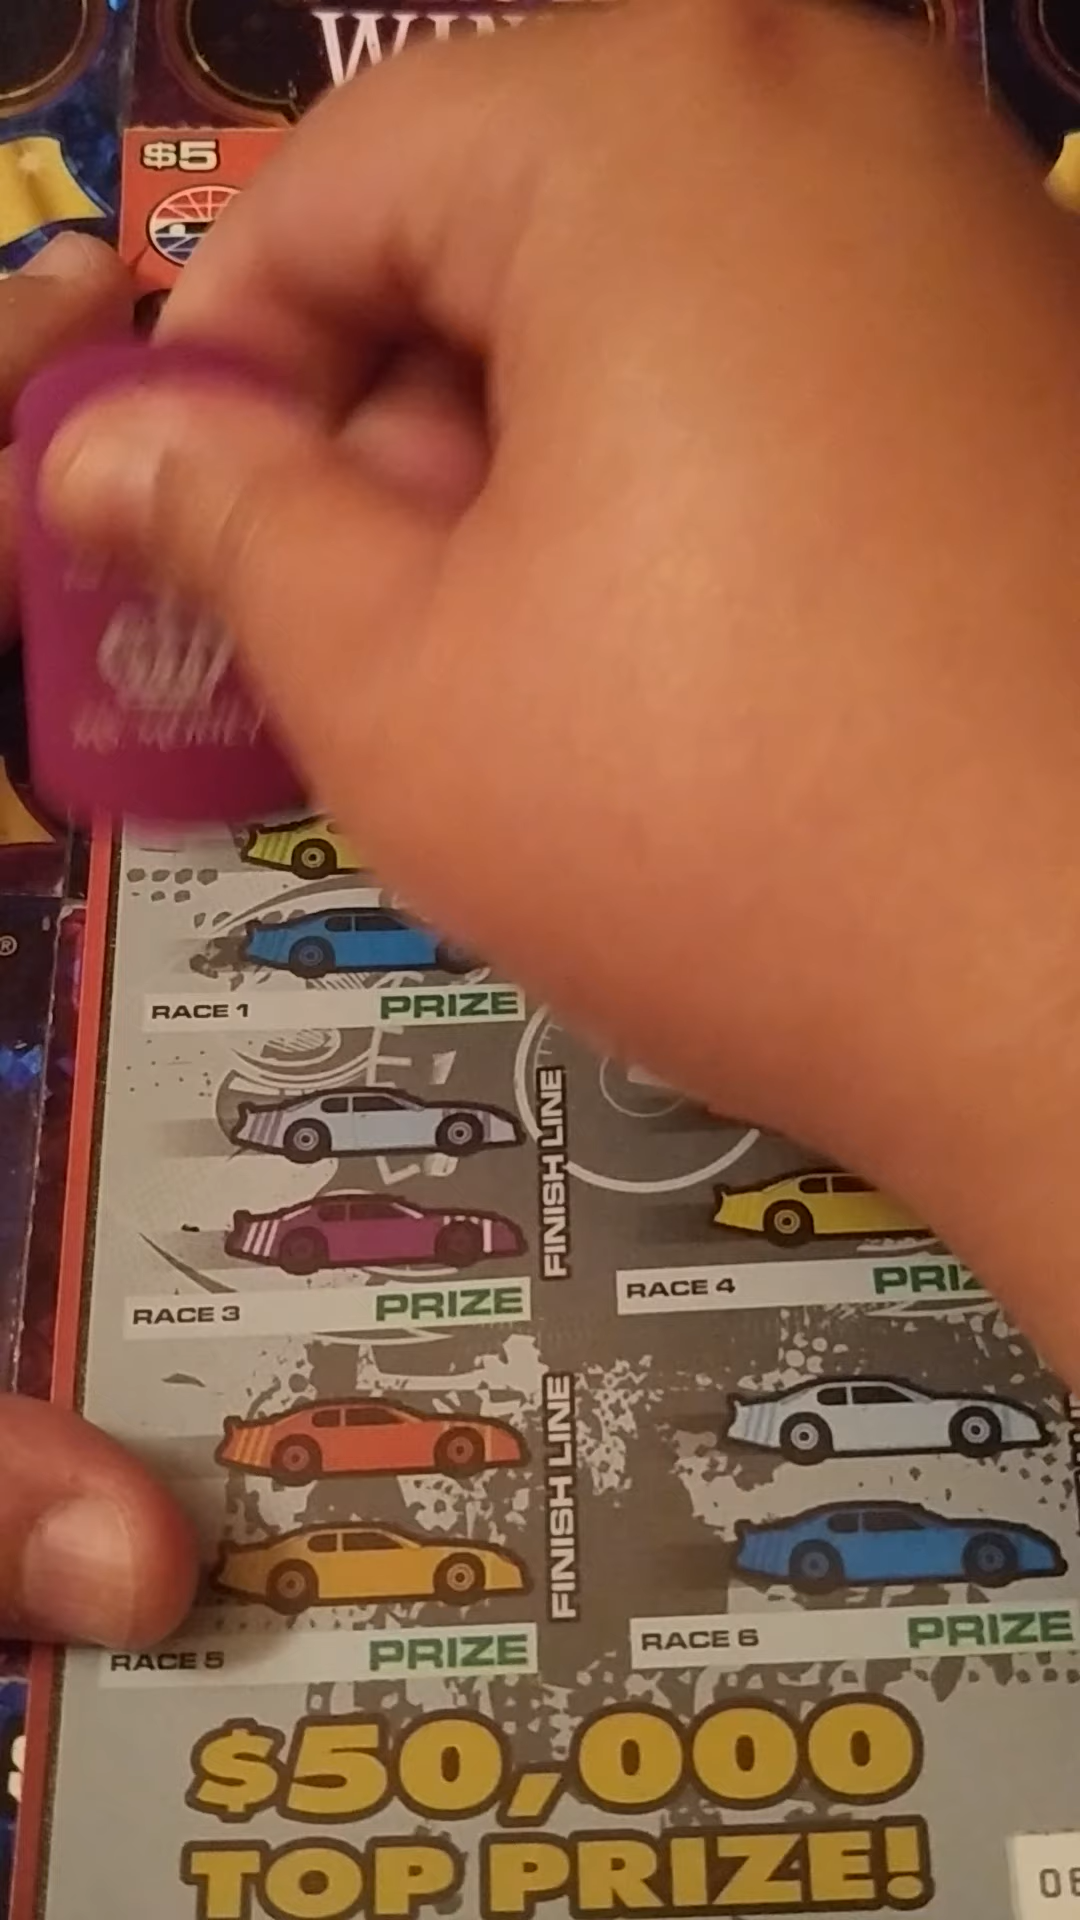 $5
RACE 1 PRIZE
FINISH LINE
RACE 3 PRIZE
RACE 4
FINISH LINE
RACE 5 PRIZE
RACE 6 PRIZE
$50,000
TOP PRIZE!